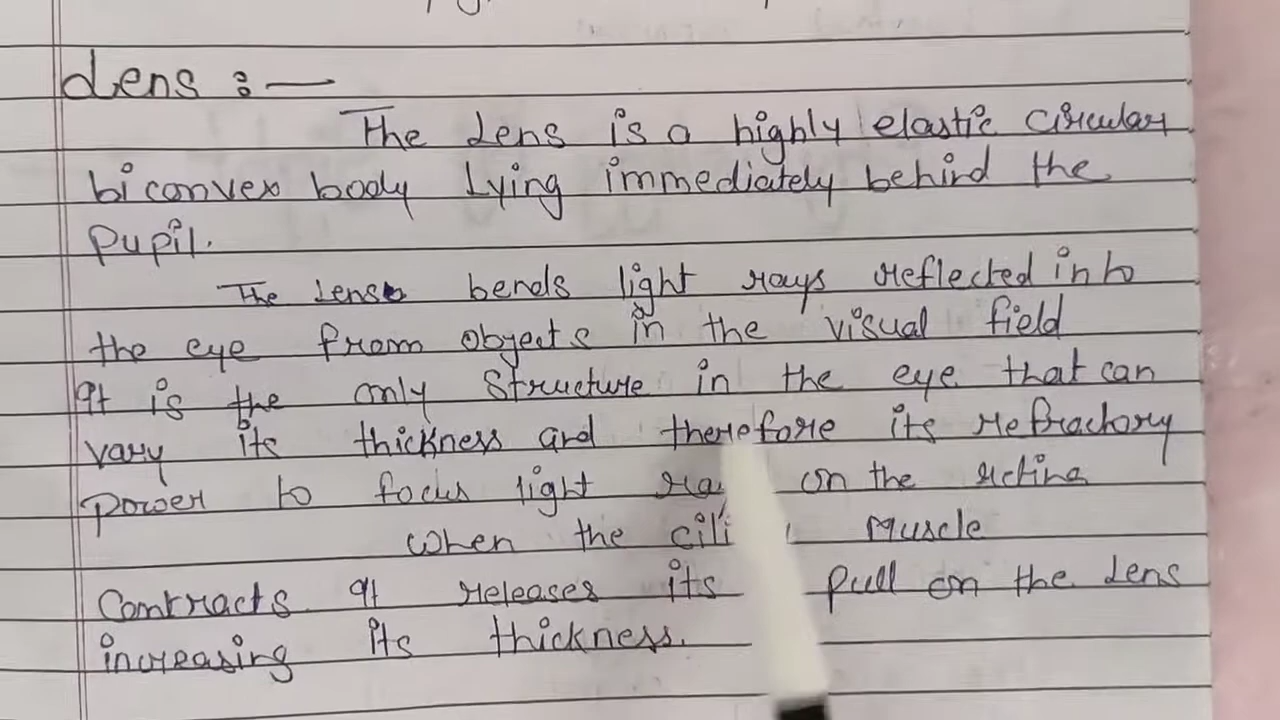 Lens :—
The Lens is a highly elastic circular
biconvex body Lying immediately behind the
Pupil.
The Lens bends light rays reflected into
the eye from objects in the visual field
It is the only structure in the eye that can
vary its thickness and therefore its refractory
power to focus light on the retina
When the muscle
Contracts It releases its pull on the Lens
increasing its thickness.